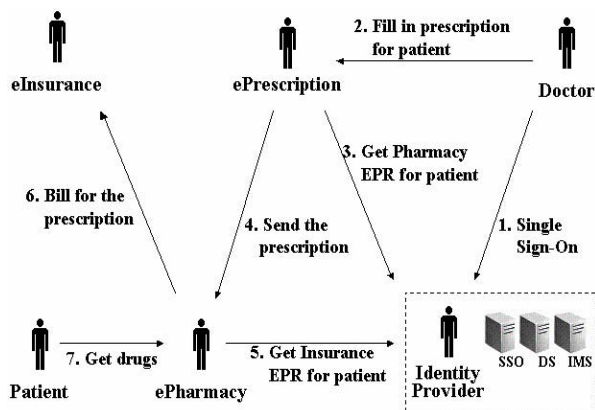 2. Fill in prescription
for patient
eInsurance
ePrescription
Doctor
3. Get Pharmacy
EPR for patient
6. Bill for the
prescription
4. Send the
prescription
1. Single
Sign-On
7. Get drugs
5. Get Insurance
EPR for patient
Patient
ePharmacy
Identity
Provider
SSO DS IMS